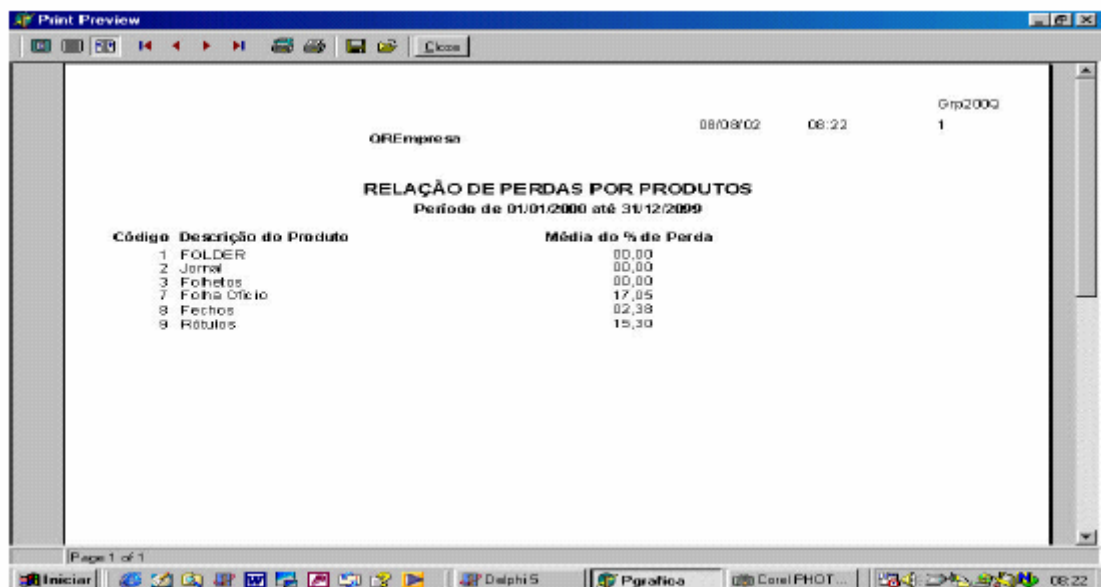 Print Preview
Close
Grp200Q
08/08/02 08:22 1
QREmpresa
RELAÇÃO DE PERDAS POR PRODUTOS
Período de 01/01/2000 até 31/12/2099
Código Descrição do Produto Média do % de Perda
1 FOLDER 00,00
2 Jornal 00,00
3 Folhetos 00,00
7 Folha Ofício 17,05
8 Fechos 02,38
9 Rótulos 15,30
Page 1 of 1
Iniciar Delphi 5 Pgrafica Corel PHOT... 08:22